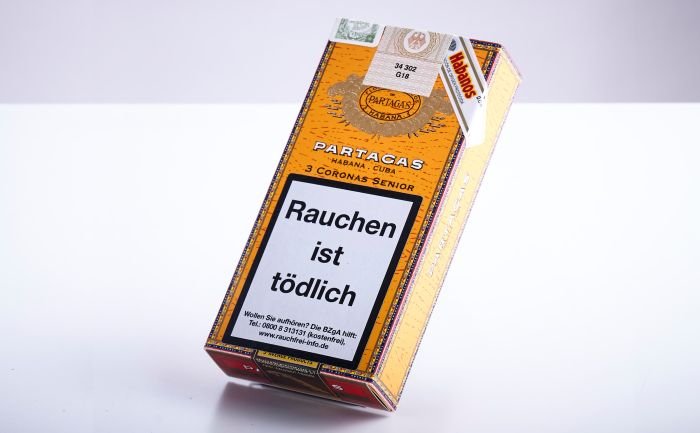 34 302
G18
Habanos
PARTAGAS
HABANA
PARTAGAS
HABANA · CUBA
3 CORONAS SENIOR
Rauchen
ist
tödlich
Wollen Sie aufhören? Die BZgA hilft:
Tel.: 0800 8 313131 (kostenfrei),
www.rauchfrei-info.de
PARTAGAS